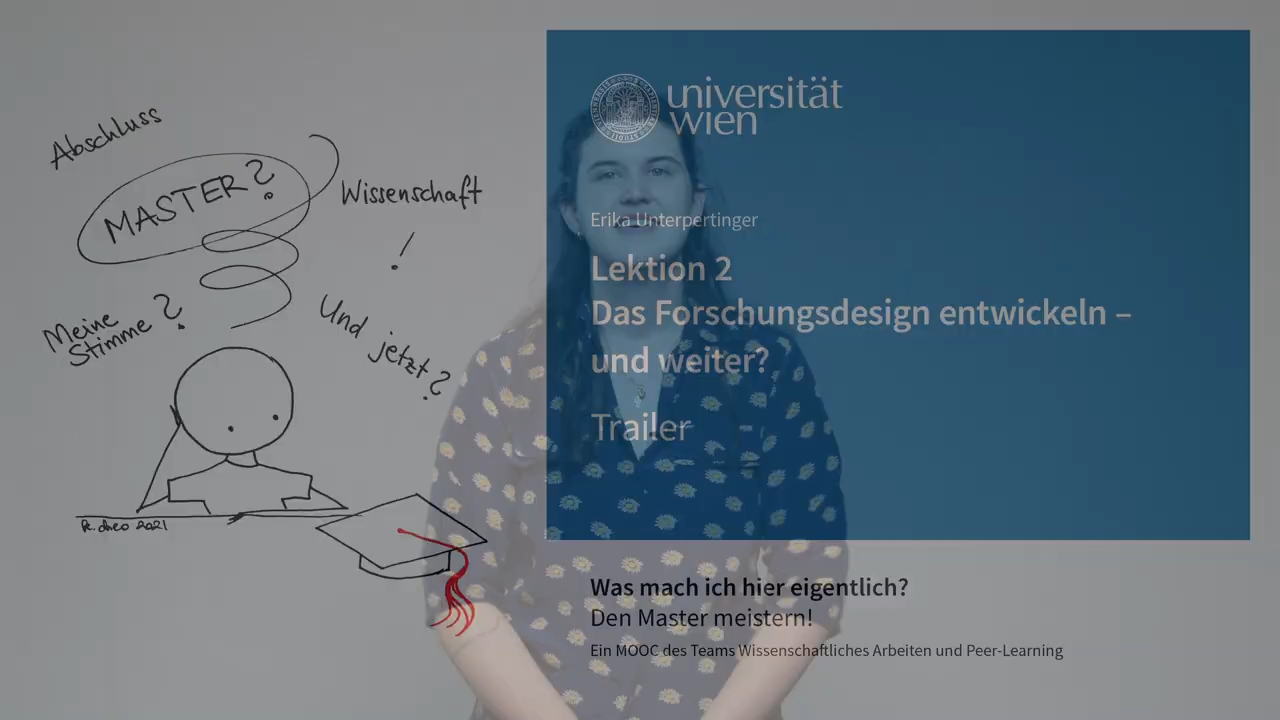 Abschluss
MASTER?
Wissenschaft
!
Meine
Stimme?
Und jetzt?
universität
wien
Erika Unterpertinger
Lektion 2
Das Forschungsdesign entwickeln –
und weiter?
Trailer
Was mach ich hier eigentlich?
Den Master meistern!
Ein MOOC des Teams Wissenschaftliches Arbeiten und Peer-Learning